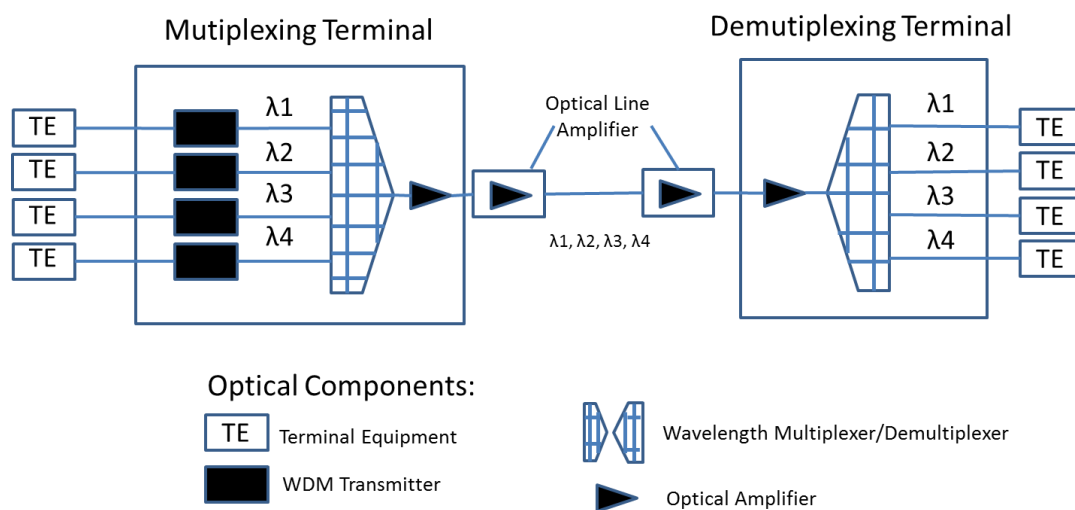 Mutiplexing Terminal
Demutiplexing Terminal
Optical Line
Amplifier
TE
TE
TE
TE
λ1
λ2
λ3
λ4
λ1, λ2, λ3, λ4
λ1
λ2
λ3
λ4
TE
TE
TE
TE
Optical Components:
TE
Terminal Equipment
WDM Transmitter
Wavelength Multiplexer/Demultiplexer
Optical Amplifier